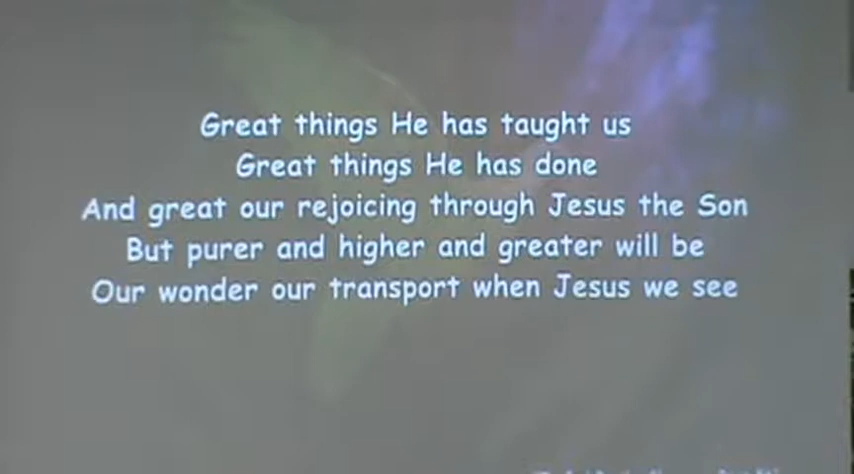 Great things He has taught us
Great things He has done
And great our rejoicing through Jesus the Son
But purer and higher and greater will be
Our wonder our transport when Jesus we see